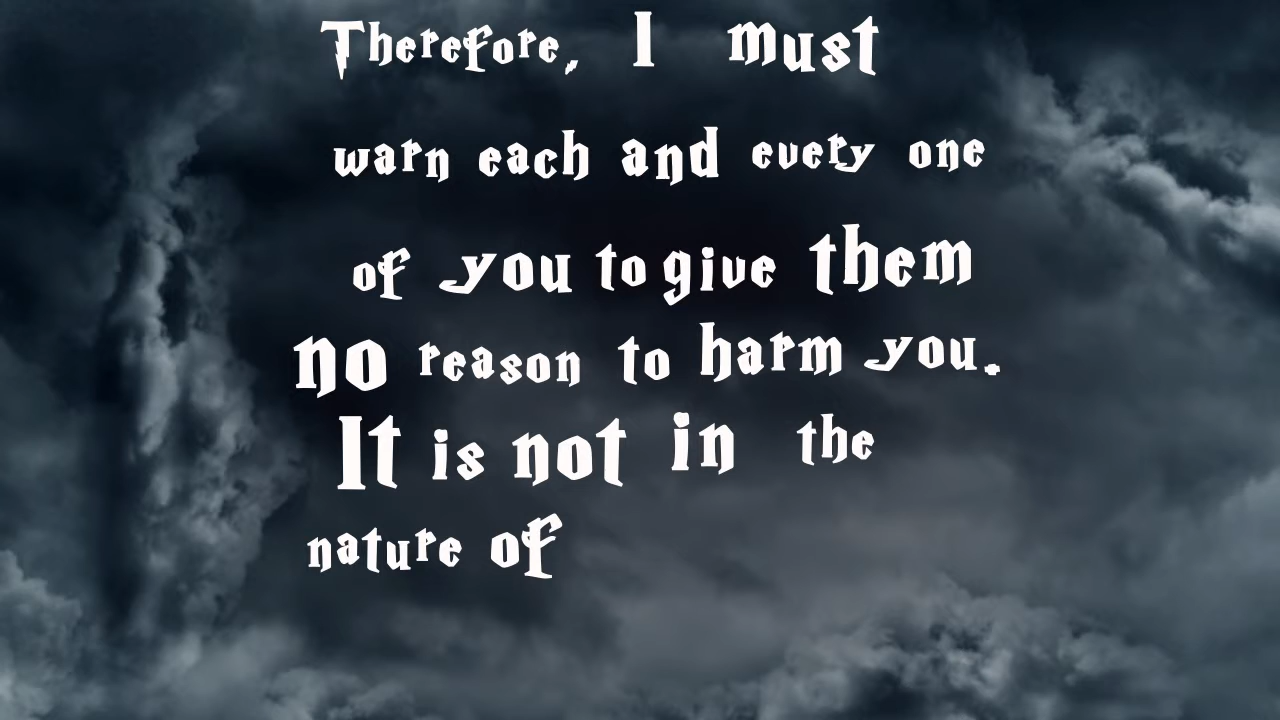 Therefore, I must
warn each and every one
of you to give them
no reason to harm you.
It is not in the
nature of